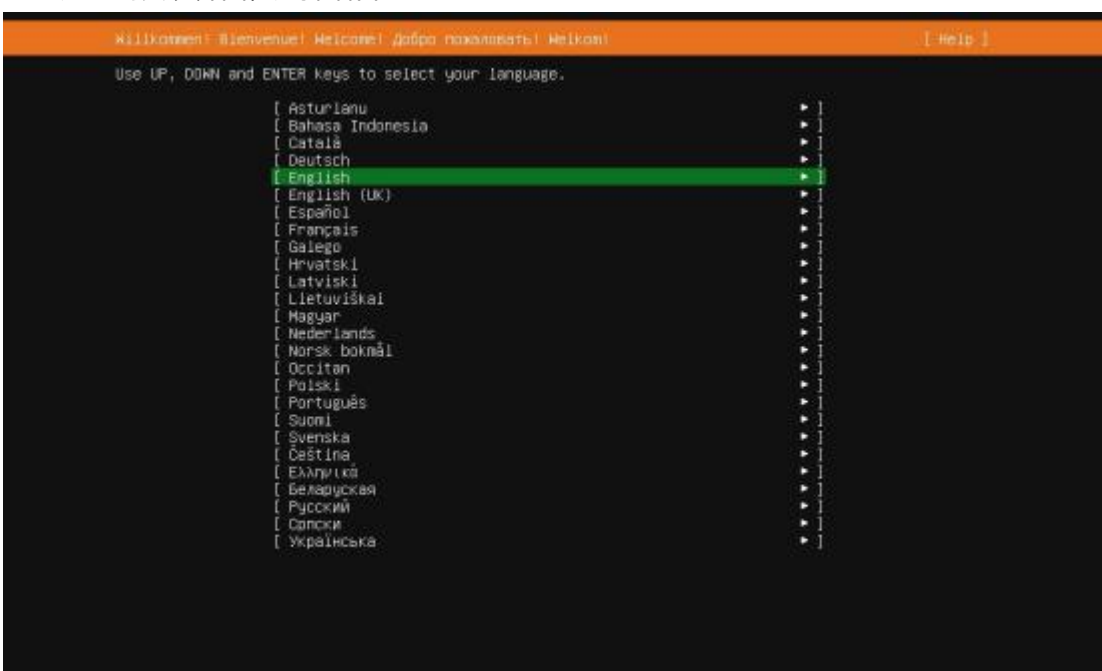 Willkommen! Bienvenue! Welcome! Добро пожаловать! Welkom! [ Help ]
Use UP, DOWN and ENTER keys to select your language.
[ Asturianu ► ]
[ Bahasa Indonesia ► ]
[ Català ► ]
[ Deutsch ► ]
[ English ► ]
[ English (UK) ► ]
[ Español ► ]
[ Français ► ]
[ Galego ► ]
[ Hrvatski ► ]
[ Latviski ► ]
[ Lietuviškai ► ]
[ Magyar ► ]
[ Nederlands ► ]
[ Norsk bokmål ► ]
[ Occitan ► ]
[ Polski ► ]
[ Português ► ]
[ Suomi ► ]
[ Svenska ► ]
[ Čeština ► ]
[ Ελληνικά ► ]
[ Беларуская ► ]
[ Русский ► ]
[ Српски ► ]
[ Українська ► ]